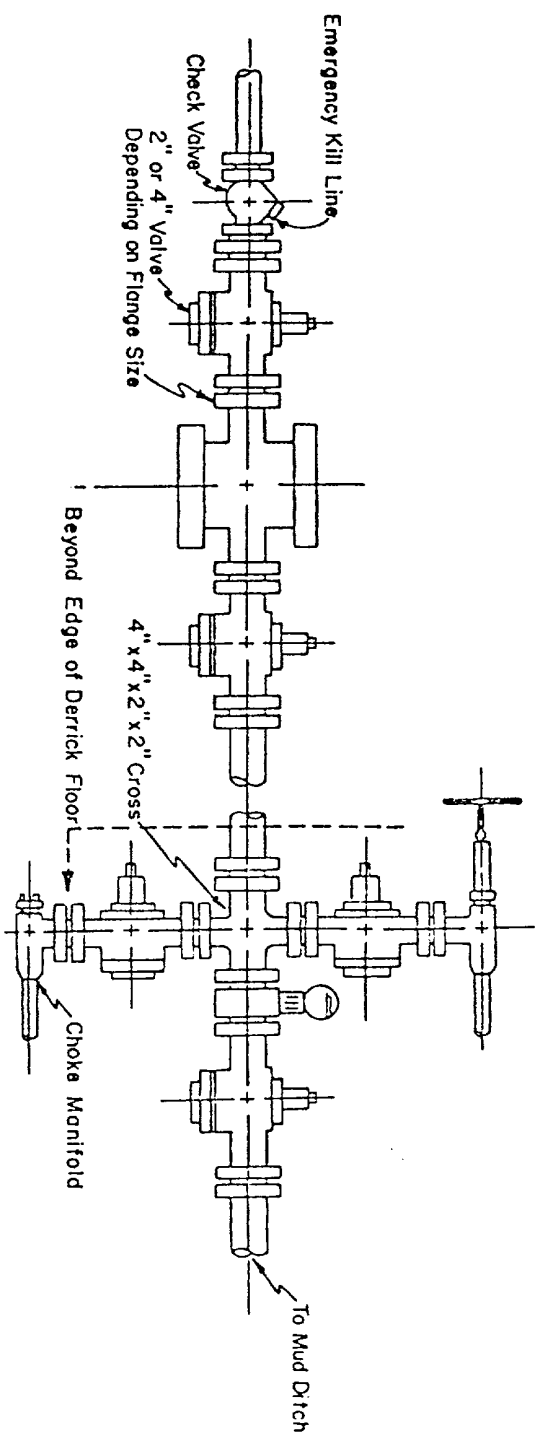 Emergency Kill Line
Check Valve
2" or 4" Valve
Depending on Flange Size
Beyond Edge of Derrick Floor
4"x4"x2"x2" Cross
Choke Manifold
To Mud Ditch